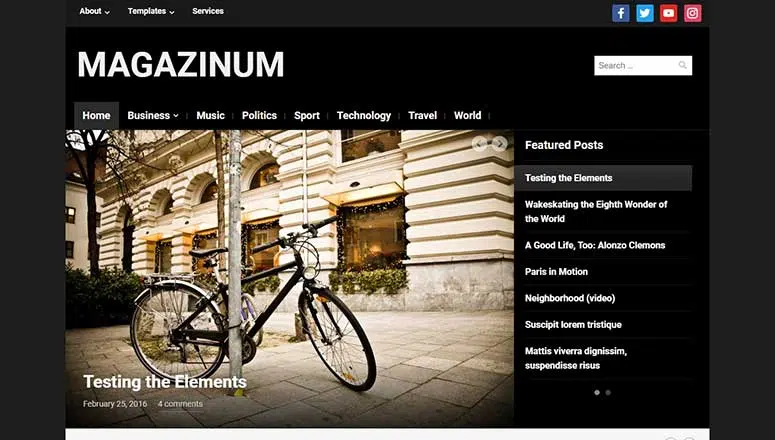 About Templates Services
MAGAZINUM
Search ...
Home Business Music Politics Sport Technology Travel World
Featured Posts
Testing the Elements
Wakeskating the Eighth Wonder of
the World
A Good Life, Too: Alonzo Clemons
Paris in Motion
Neighborhood (video)
Suscipit lorem tristique
Mattis viverra dignissim,
suspendisse risus
Testing the Elements
February 25, 2016 4 comments